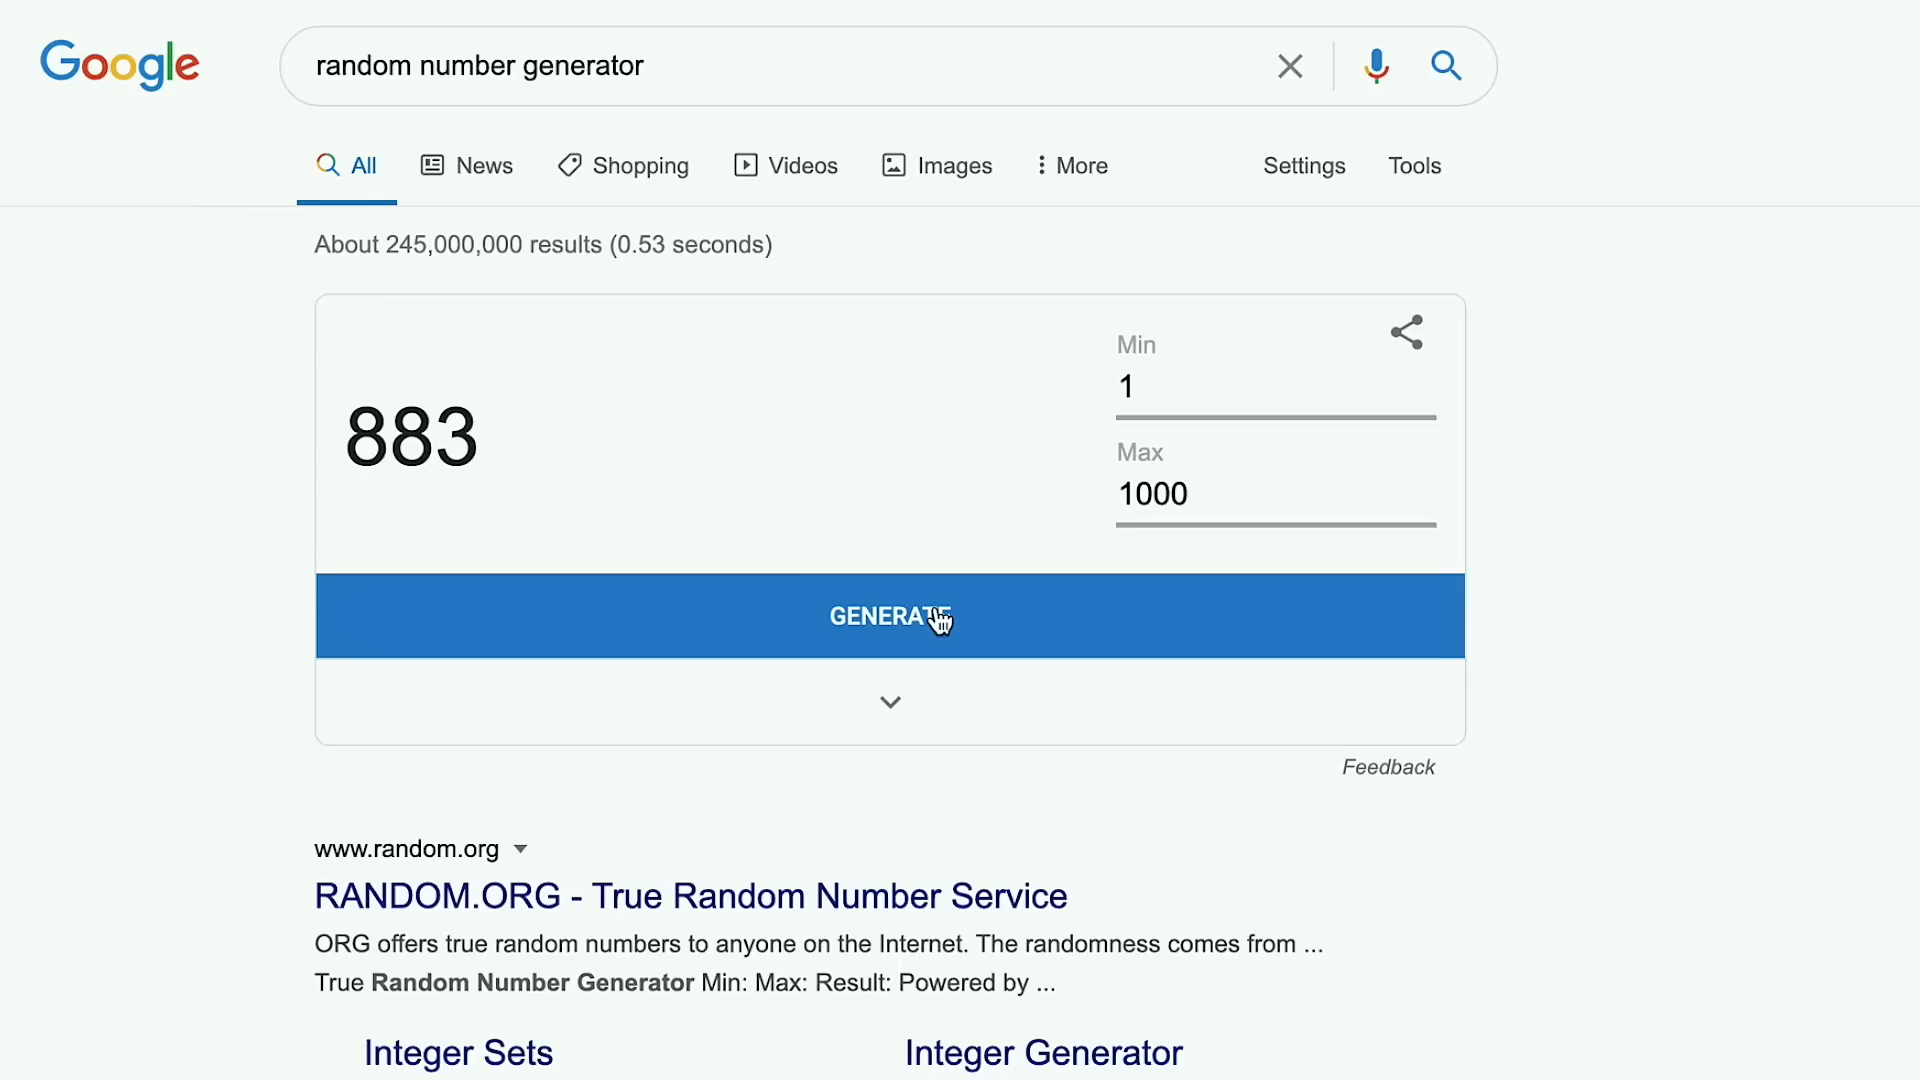 Google
random number generator
All News Shopping Videos Images More Settings Tools
About 245,000,000 results (0.53 seconds)
Min
1
883
Max
1000
GENERATE
Feedback
www.random.org
RANDOM.ORG - True Random Number Service
ORG offers true random numbers to anyone on the Internet. The randomness comes from ...
True Random Number Generator Min: Max: Result: Powered by ...
Integer Sets Integer Generator